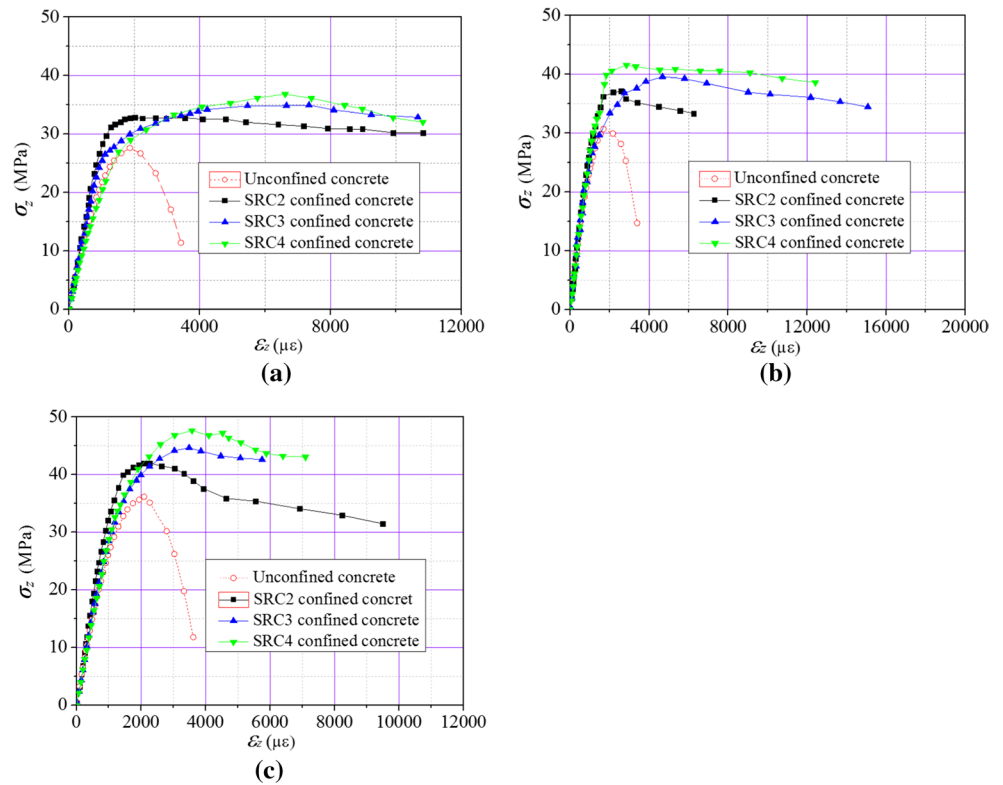 50
40
30
20
10
0
σz (MPa)
Unconfined concrete
SRC2 confined concrete
SRC3 confined concrete
SRC4 confined concrete
0 4000 8000 12000
εz (με)
(a)
50
40
30
20
10
0
σz (MPa)
Unconfined concrete
SRC2 confined concrete
SRC3 confined concrete
SRC4 confined concrete
0 4000 8000 12000 16000 20000
εz (με)
(b)
50
40
30
20
10
0
σz (MPa)
Unconfined concrete
SRC2 confined concret
SRC3 confined concrete
SRC4 confined concrete
0 2000 4000 6000 8000 10000 12000
εz (με)
(c)